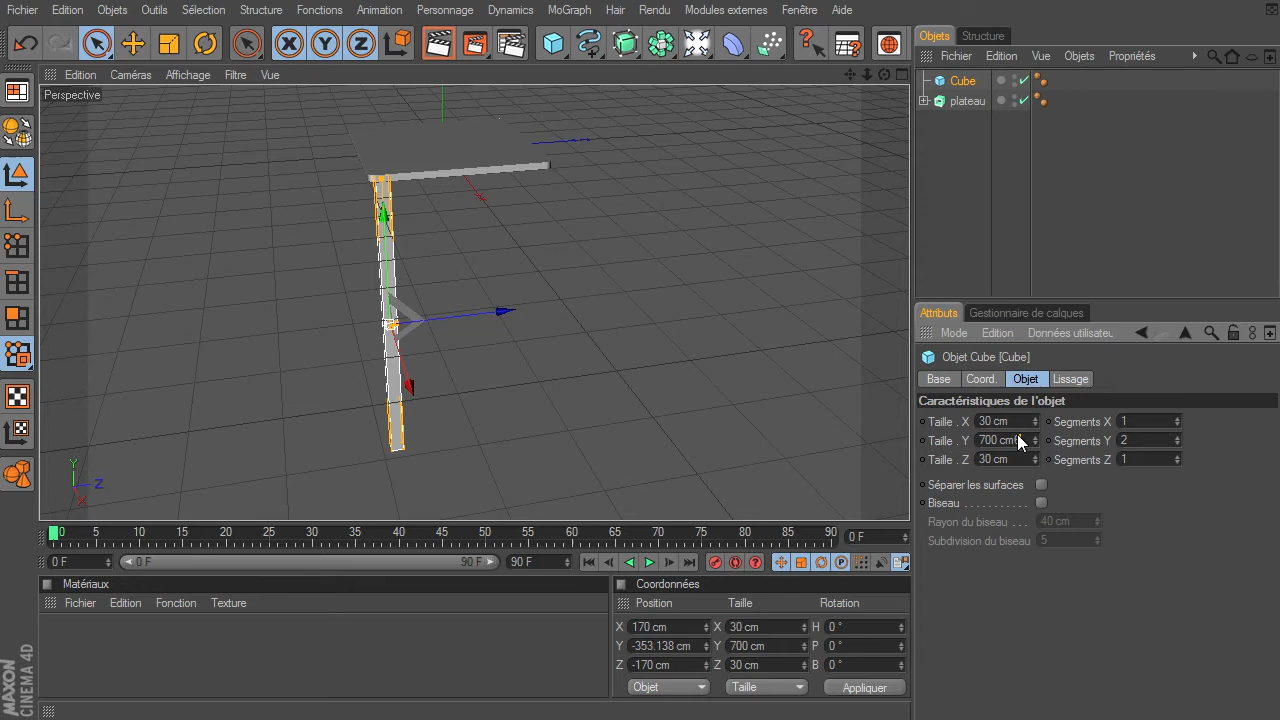 Fichier Edition Objets Outils Sélection Structure Fonctions Animation Personnage Dynamics MoGraph Hair Rendu Modules externes Fenêtre Aide
Objets Structure
Fichier Edition Vue Objets Propriétés
Edition Caméras Affichage Filtre Vue
Perspective
Cube
plateau
Attributs Gestionnaire de calques
Mode Edition Données utilisateu
Objet Cube [Cube]
Base Coord. Objet Lissage
Caractéristiques de l'objet
Taille . X 30 cm Segments X 1
Taille . Y 700 cm Segments Y 2
Taille . Z 30 cm Segments Z 1
Séparer les surfaces
Biseau . . . . . . . . . . .
Rayon du biseau . . . 40 cm
Subdivision du biseau 5
Y
Z
X
0 5 10 15 20 25 30 35 40 45 50 55 60 65 70 75 80 85 90 0 F
0 F 0 F 90 F 90 F
Matériaux
Fichier Edition Fonction Texture
Coordonnées
Position Taille Rotation
X 170 cm X 30 cm H 0 °
Y -353.138 cm Y 700 cm P 0 °
Z -170 cm Z 30 cm B 0 °
Objet Taille Appliquer
MAXON
CINEMA 4D